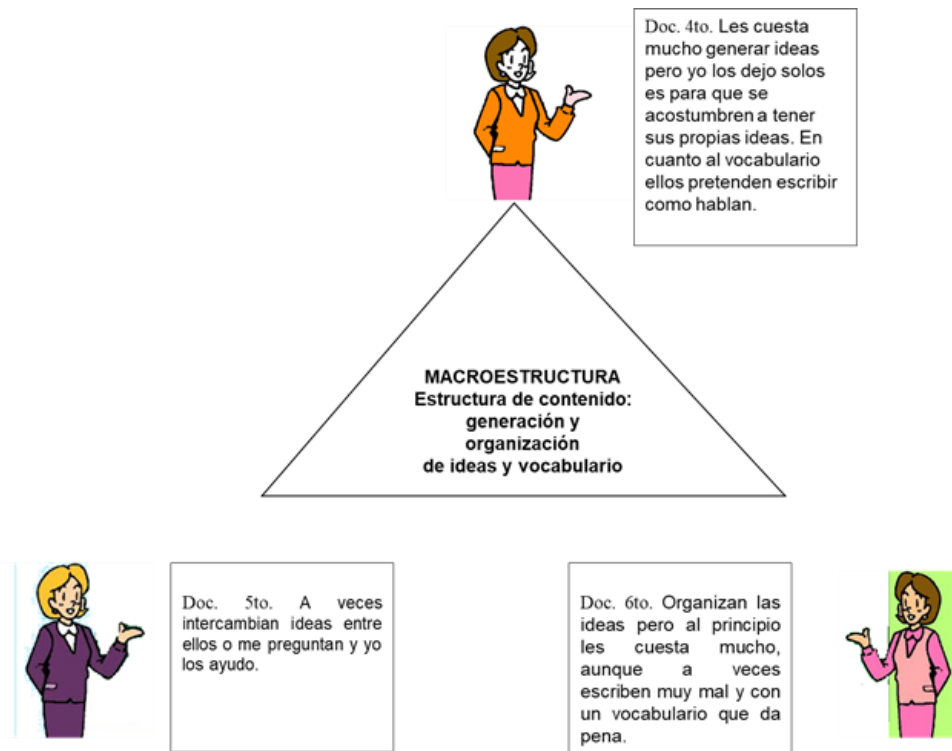 Doc. 4to. Les cuesta
mucho generar ideas
pero yo los dejo solos
es para que se
acostumbren a tener
sus propias ideas. En
cuanto al vocabulario
ellos pretenden escribir
como hablan.
MACROESTRUCTURA
Estructura de contenido:
generación y
organización
de ideas y vocabulario
Doc. 5to. A veces
intercambian ideas entre
ellos o me preguntan y yo
los ayudo.
Doc. 6to. Organizan las
ideas pero al principio
les cuesta mucho,
aunque a veces
escriben muy mal y con
un vocabulario que da
pena.